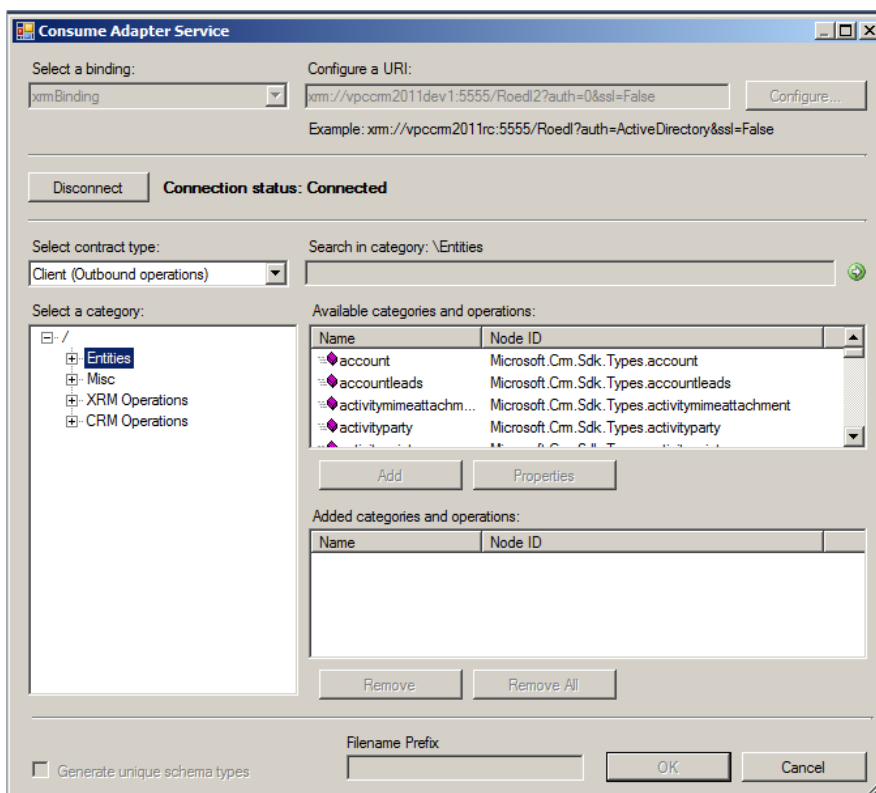 Consume Adapter Service
Select a binding:
Configure a URI:
xrmBinding
xrm://vpccrm2011dev1:5555/Roedl2?auth=0&ssl=False
Configure...
Example: xrm://vpccrm2011rc:5555/Roedl?auth=ActiveDirectory&ssl=False
Disconnect
Connection status: Connected
Select contract type:
Search in category: \Entities
Client (Outbound operations)
Select a category:
Available categories and operations:
/
Entities
Misc
XRM Operations
CRM Operations
Name Node ID
account Microsoft.Crm.Sdk.Types.account
accountleads Microsoft.Crm.Sdk.Types.accountleads
activitymimeattachm... Microsoft.Crm.Sdk.Types.activitymimeattachment
activityparty Microsoft.Crm.Sdk.Types.activityparty
Add
Properties
Added categories and operations:
Name Node ID
Remove
Remove All
Filename Prefix
Generate unique schema types
OK
Cancel